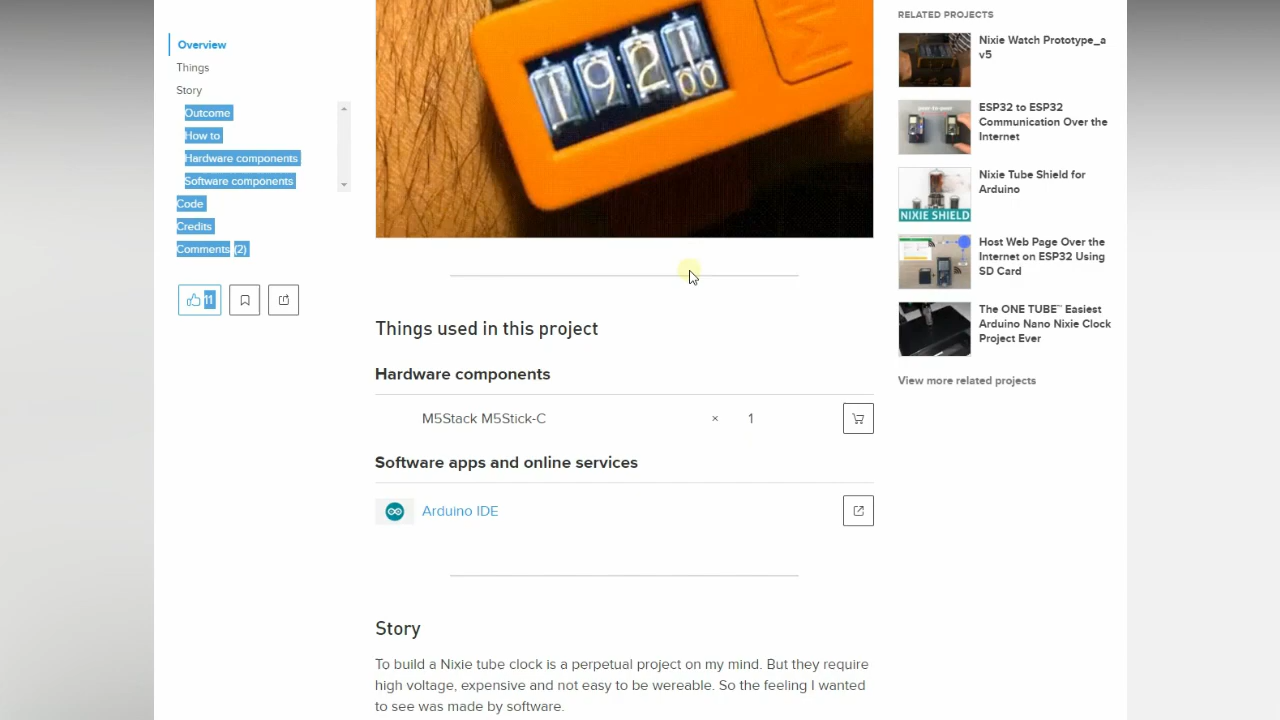 Overview
Things
Story
Outcome
How to
Hardware components
Software components
Code
Credits
Comments (2)
11
19:21
00
Things used in this project
Hardware components
M5Stack M5Stick-C × 1
Software apps and online services
Arduino IDE
Story
To build a Nixie tube clock is a perpetual project on my mind. But they require
high voltage, expensive and not easy to be wereable. So the feeling I wanted
to see was made by software.
RELATED PROJECTS
Nixie Watch Prototype_a
v5
ESP32 to ESP32
Communication Over the
Internet
Nixie Tube Shield for
Arduino
NIXIE SHIELD
Host Web Page Over the
Internet on ESP32 Using
SD Card
The ONE TUBE™ Easiest
Arduino Nano Nixie Clock
Project Ever
View more related projects